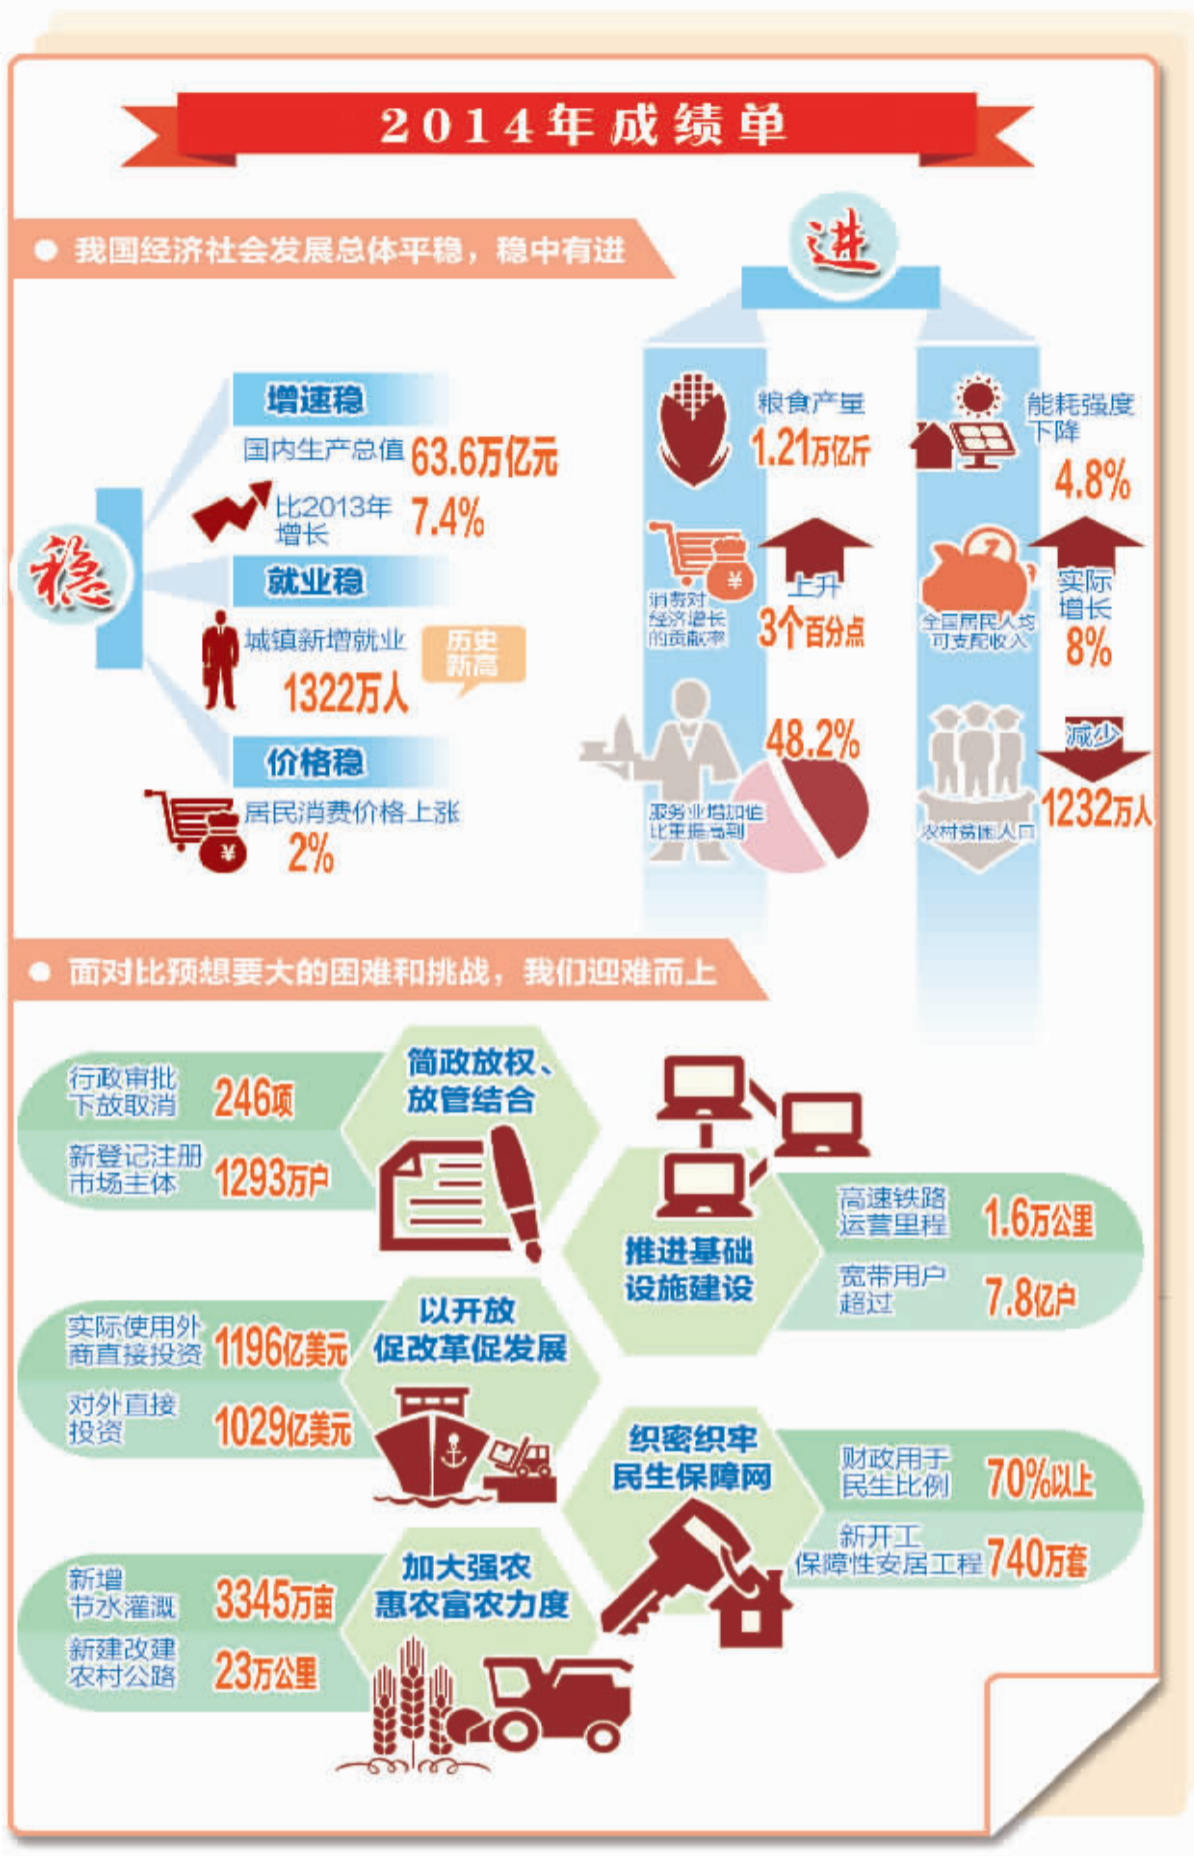 2014年成绩单
我国经济社会发展总体平稳，稳中有进
稳
增速稳
国内生产总值 63.6万亿元
比2013年
增长
7.4%
就业稳
城镇新增就业
1322万人
历史
新高
价格稳
居民消费价格上涨
2%
进
粮食产量
1.21万亿斤
消费对
经济增长
的贡献率
上升
3个百分点
48.2%
服务业增加值
比重提高到
能耗强度
下降
4.8%
全国居民人均
可支配收入
实际
增长
8%
减少
1232万人
农村贫困人口
面对比预想要大的困难和挑战，我们迎难而上
简政放权、
放管结合
行政审批
下放取消
246项
新登记注册
市场主体
1293万户
推进基础
设施建设
高速铁路
运营里程
1.6万公里
宽带用户
超过
7.8亿户
以开放
促改革促发展
实际使用外
商直接投资
1196亿美元
对外直接
投资
1029亿美元
织密织牢
民生保障网
财政用于
民生比例
70%以上
新开工
保障性安居工程
740万套
加大强农
惠农富农力度
新增
节水灌溉
3345万亩
新建改建
农村公路
23万公里